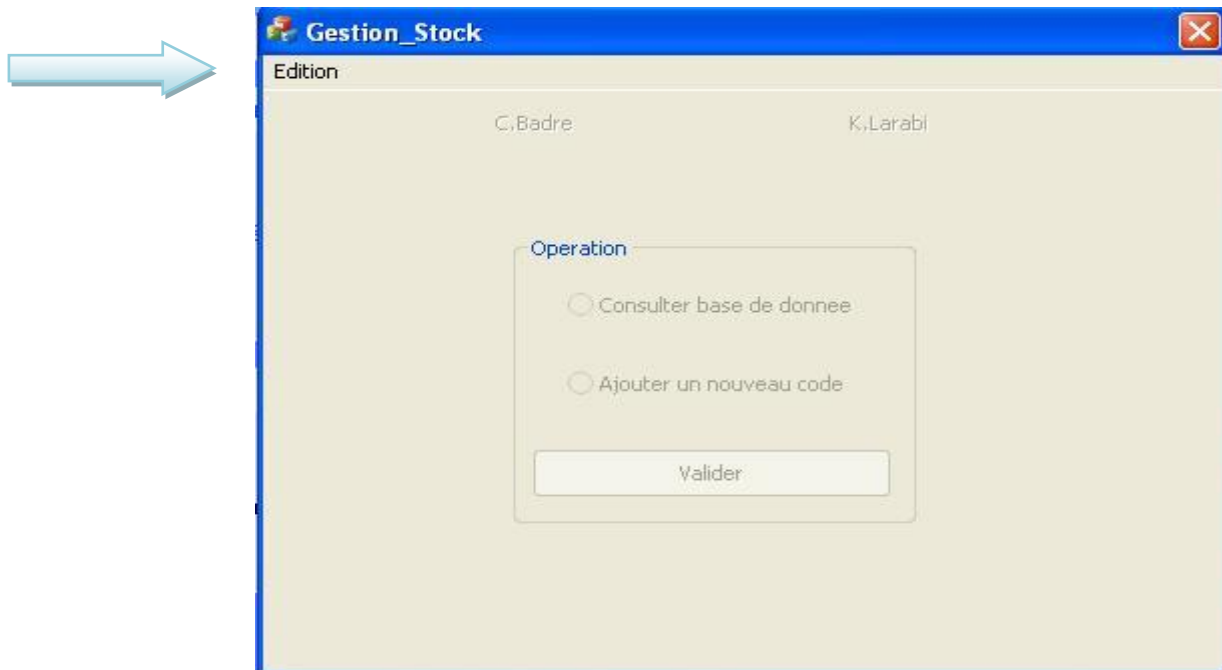 Gestion_Stock
Edition
C.Badre K.Larabi
Operation
Consulter base de donnee
Ajouter un nouveau code
Valider